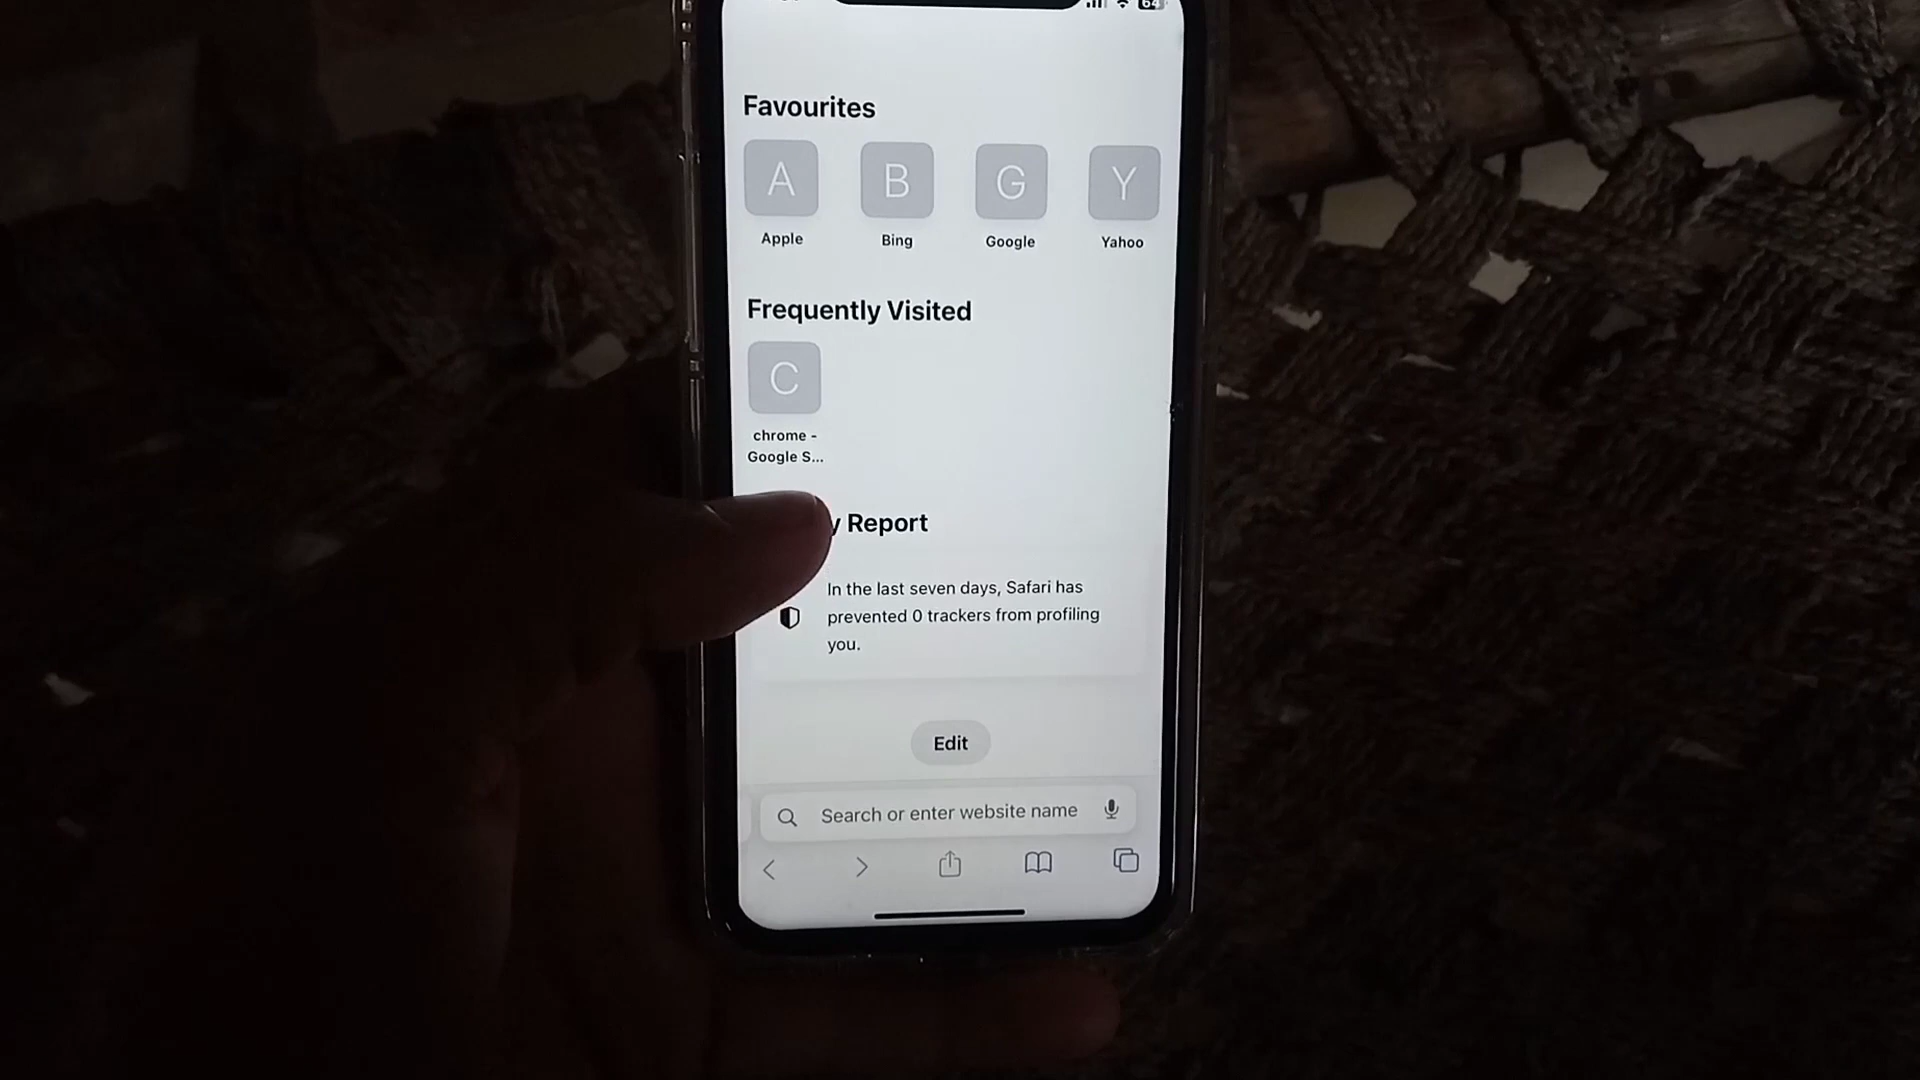 64
Favourites
A B G Y
Apple Bing Google Yahoo
Frequently Visited
C
chrome -
Google S...
y Report
In the last seven days, Safari has
prevented 0 trackers from profiling
you.
Edit
Search or enter website name